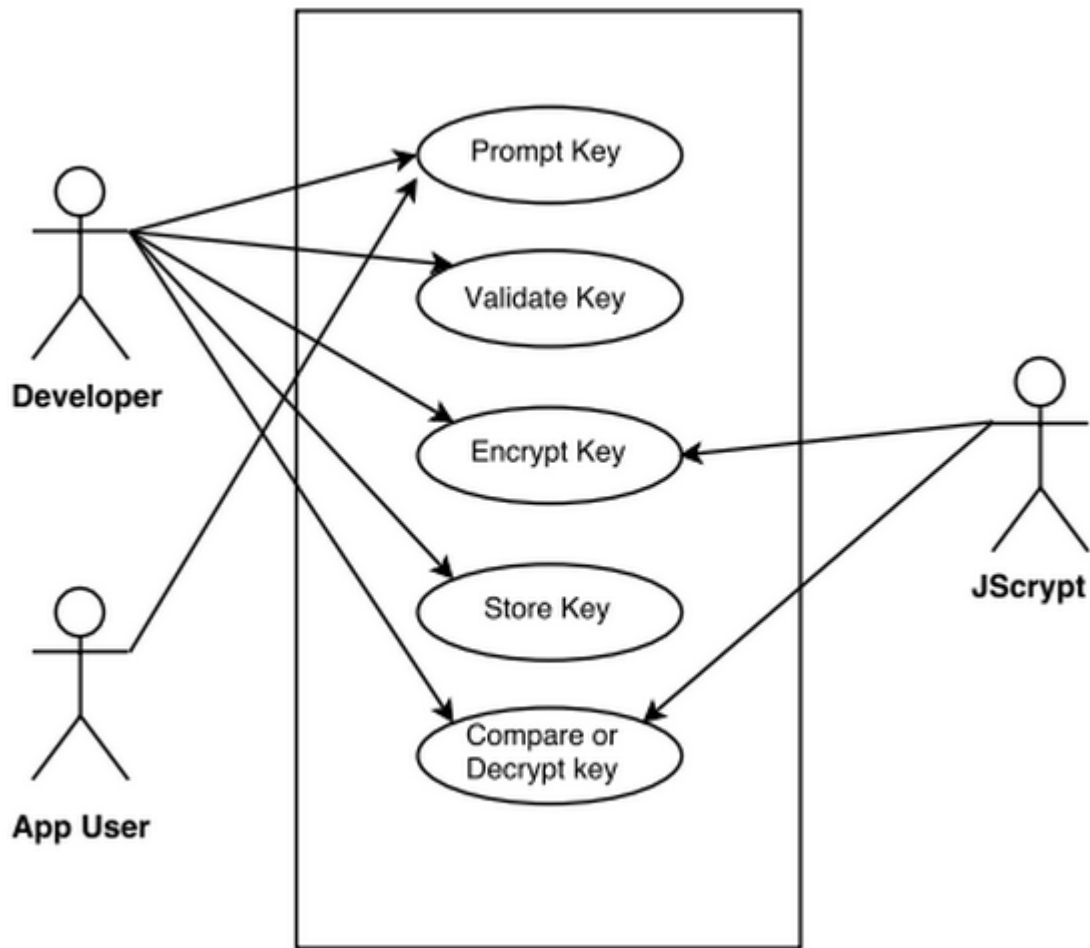 Prompt Key
Validate Key
Developer
Encrypt Key
JScrypt
Store Key
Compare or
Decrypt key
App User